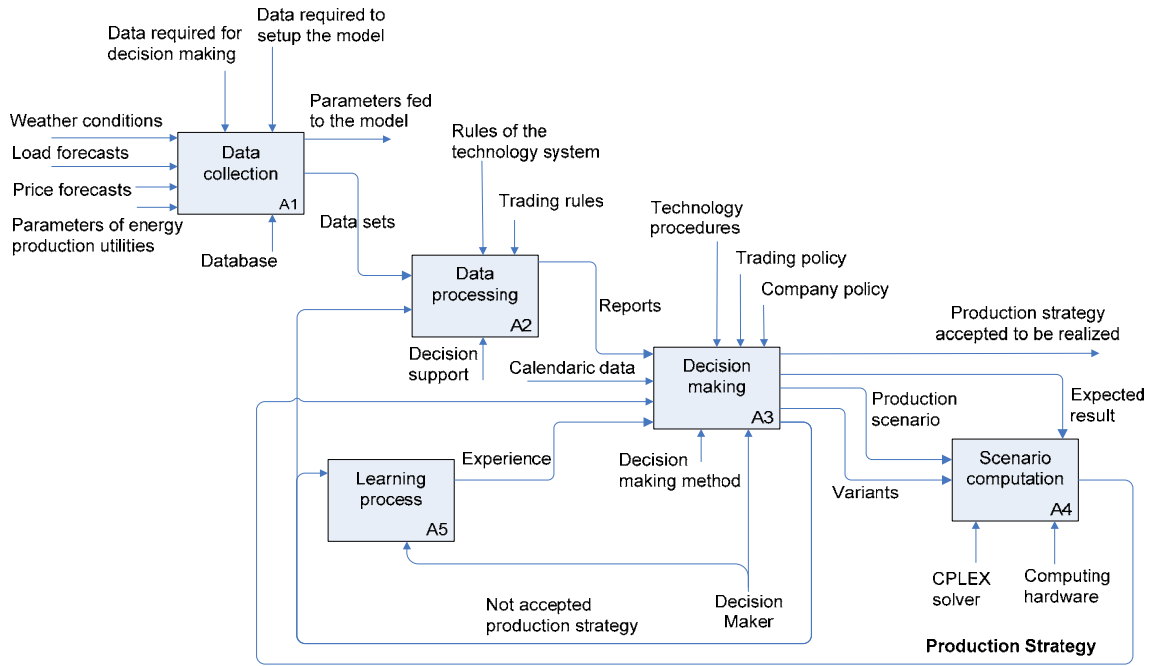 Data required for
decision making
Data required to
setup the model
Weather conditions
Load forecasts
Price forecasts
Parameters of energy
production utilities
Data
collection
A1
Parameters fed
to the model
Database
Data sets
Rules of the
technology system
Trading rules
Data
processing
A2
Decision
support
Reports
Technology
procedures
Trading policy
Company policy
Calendaric data
Decision
making
A3
Production strategy
accepted to be realized
Expected
result
Production
scenario
Variants
Experience
Decision
making method
Learning
process
A5
Scenario
computation
A4
CPLEX
solver
Computing
hardware
Decision
Maker
Not accepted
production strategy
Production Strategy